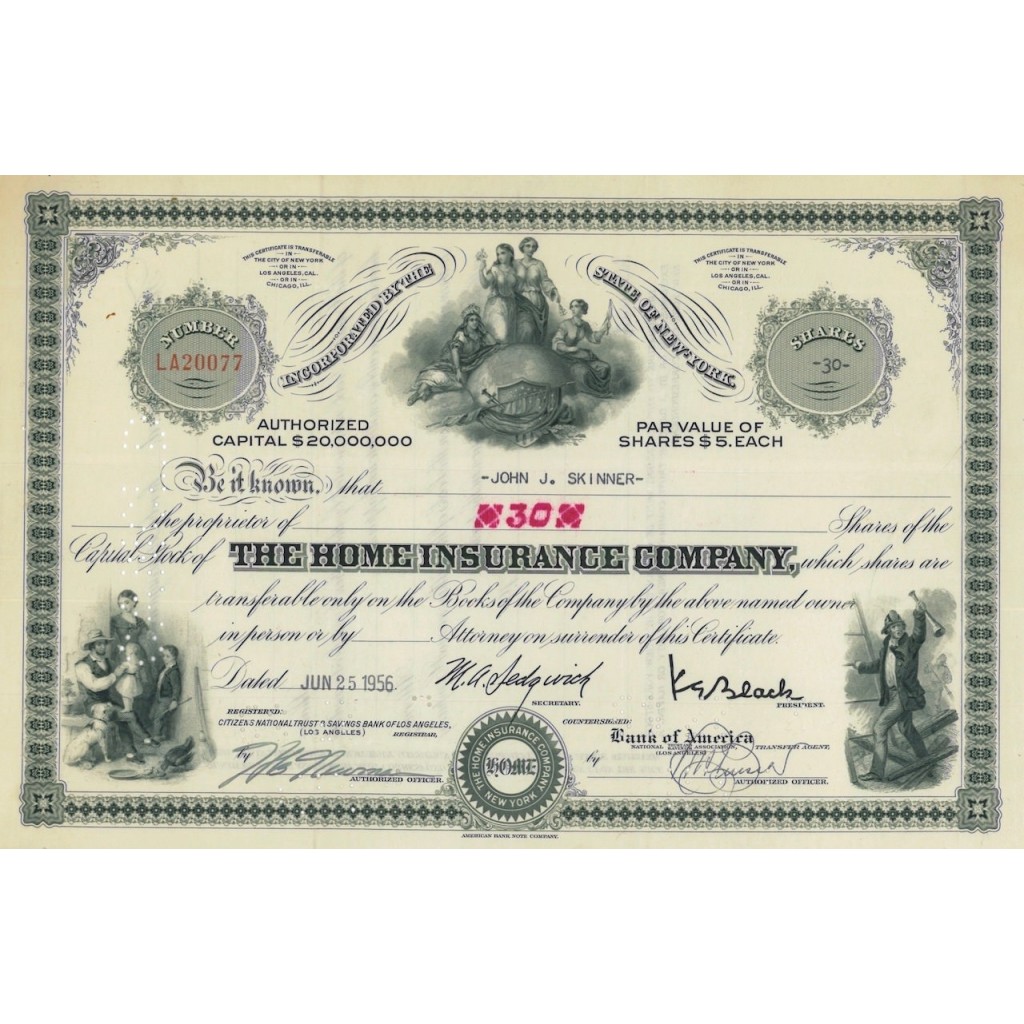 THIS CERTIFICATE IS TRANSFERABLE
IN
THE CITY OF NEW YORK
OR IN
LOS ANGELES, CAL.
OR IN
CHICAGO, ILL.
THIS CERTIFICATE IS TRANSFERABLE
IN
THE CITY OF NEW YORK
OR IN
LOS ANGELES, CAL.
OR IN
CHICAGO, ILL.
INCORPORATED BY THE
STATE OF NEW-YORK.
NUMBER
LA20077
SHARES
-30-
AUTHORIZED
CAPITAL $20,000,000
PAR VALUE OF
SHARES $5. EACH
Be it known, that -JOHN J. SKINNER-
the proprietor of 30 Shares of the
Capital Stock of THE HOME INSURANCE COMPANY, which shares are
transferable only on the Books of the Company by the above named owner
in person or by Attorney on surrender of this Certificate.
Dated JUN 25 1956
M.A. Sedgwick
SECRETARY.
K E Black
PRESIDENT.
REGISTERED:
CITIZENS NATIONAL TRUST & SAVINGS BANK OF LOS ANGELES,
(LOS ANGELES) REGISTRAR,
by
AUTHORIZED OFFICER.
THE HOME INSURANCE COMPANY
HOME
NEW YORK
COUNTERSIGNED:
Bank of America
NATIONAL ASSOCIATION, TRANSFER AGENT,
(LOS ANGELES)
by
AUTHORIZED OFFICER.
AMERICAN BANK NOTE COMPANY.